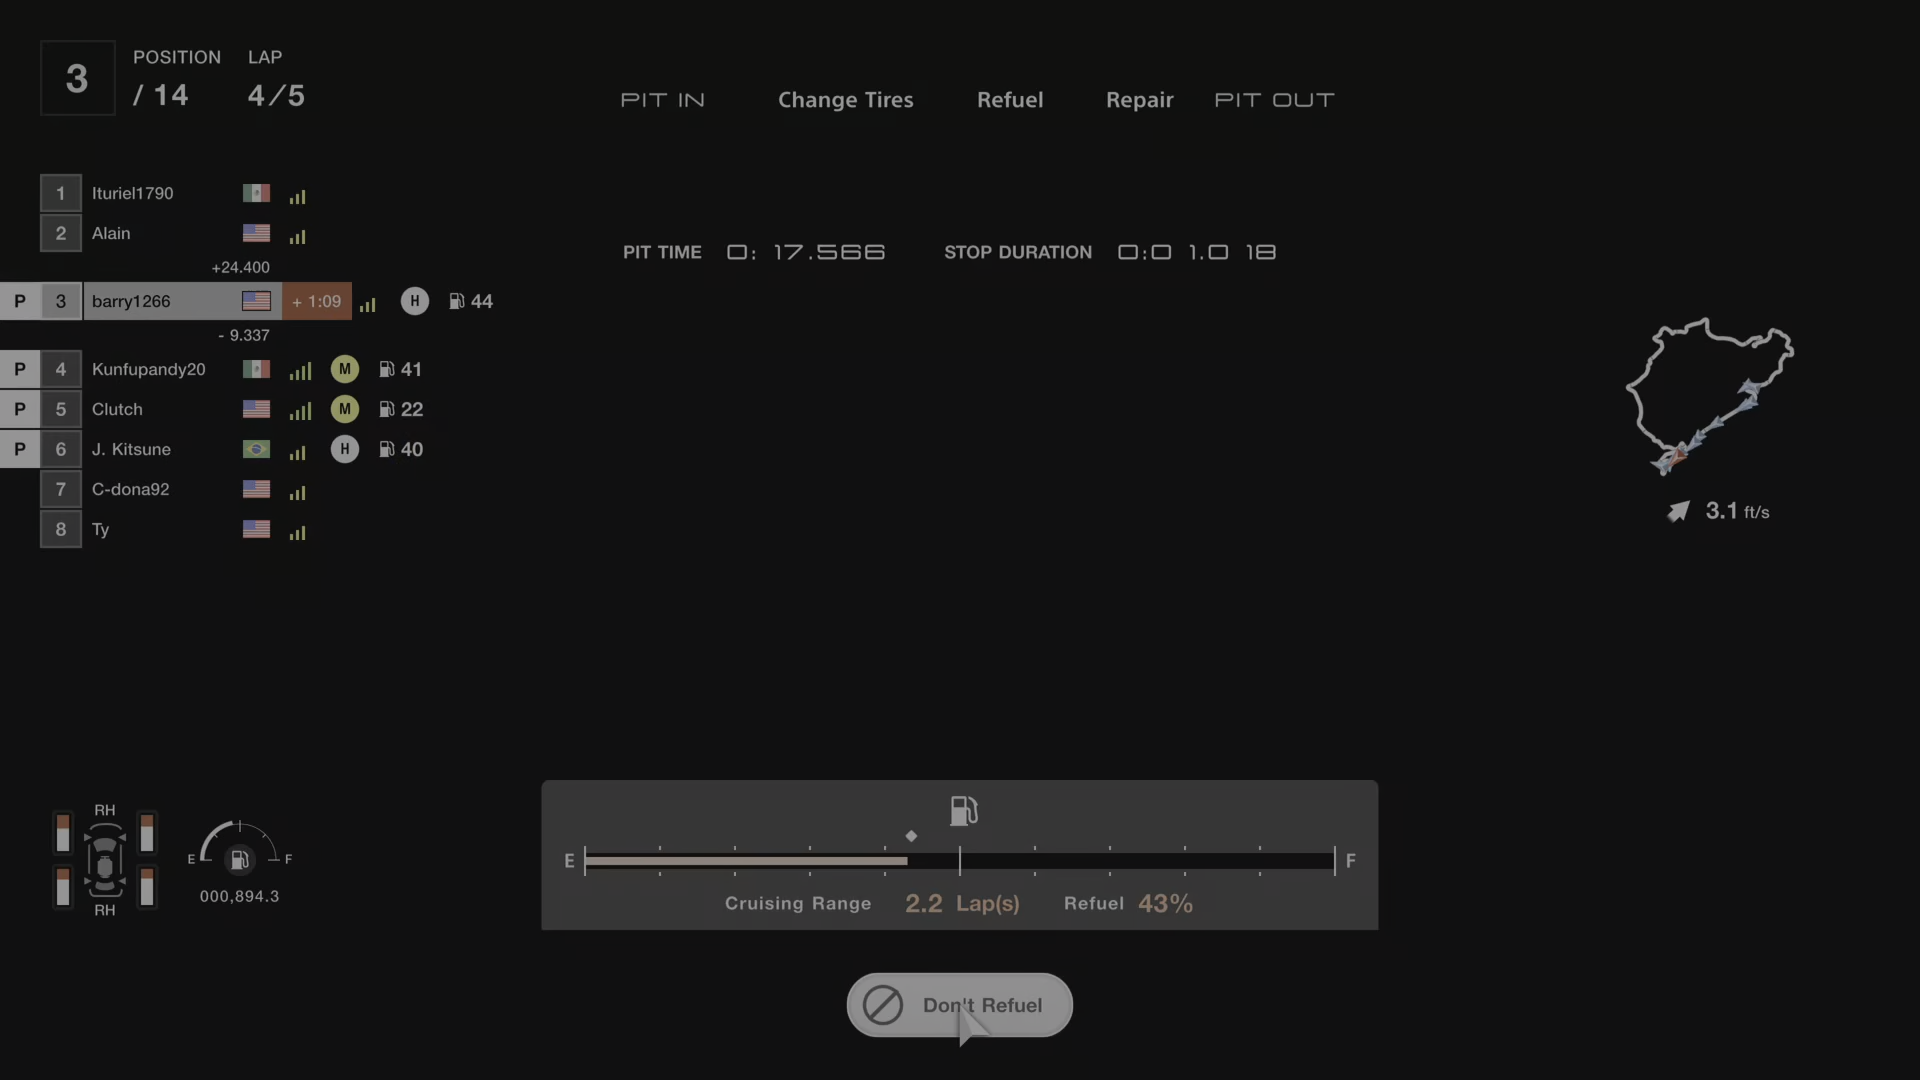 3 POSITION LAP
/ 14 4/5
PIT IN Change Tires Refuel Repair PIT OUT
1 Ituriel1790
2 Alain
+24.400
P 3 barry1266 + 1:09 H 44
- 9.337
P 4 Kunfupandy20 M 41
P 5 Clutch M 22
P 6 J. Kitsune H 40
7 C-dona92
8 Ty
PIT TIME 0: 17.566 STOP DURATION 0:0 1.0 18
3.1 ft/s
RH
E F
000,894.3
RH
E F
Cruising Range 2.2 Lap(s) Refuel 43%
Don't Refuel